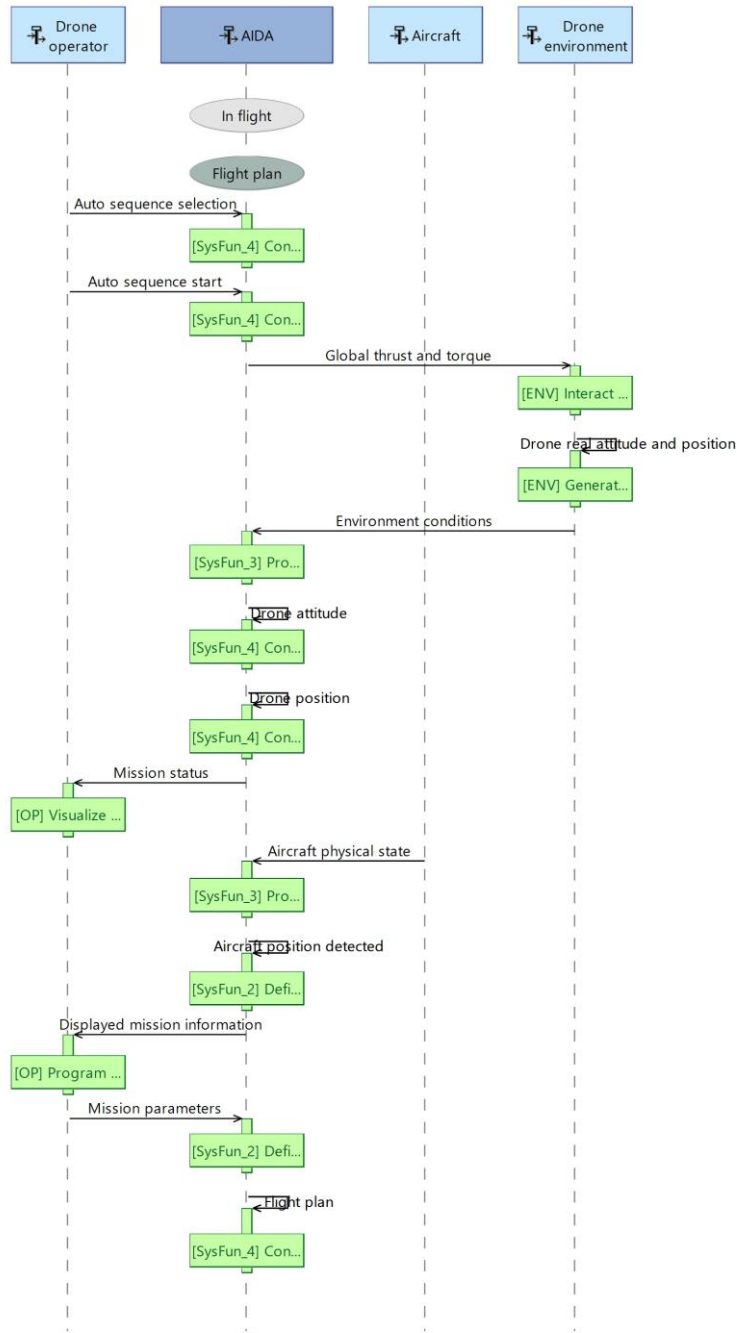 Drone
operator
AIDA
Aircraft
Drone
environment
In flight
Flight plan
Auto sequence selection
[SysFun_4] Con...
Auto sequence start
[SysFun_4] Con...
Global thrust and torque
[ENV] Interact ...
Drone real attitude and position
[ENV] Generat...
Environment conditions
[SysFun_3] Pro...
Drone attitude
[SysFun_4] Con...
Drone position
[SysFun_4] Con...
Mission status
[OP] Visualize ...
Aircraft physical state
[SysFun_3] Pro...
Aircraft position detected
[SysFun_2] Defi...
Displayed mission information
[OP] Program ...
Mission parameters
[SysFun_2] Defi...
Flight plan
[SysFun_4] Con...